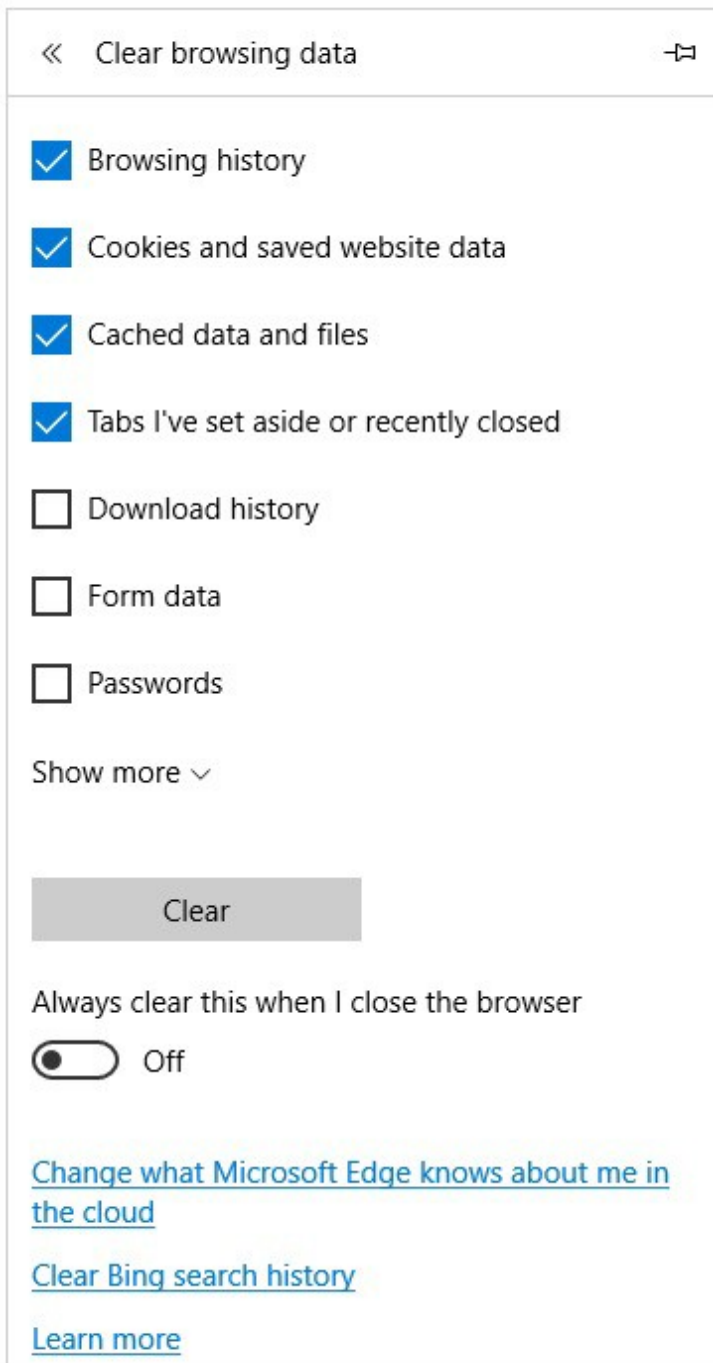 Clear browsing data
Browsing history
Cookies and saved website data
Cached data and files
Tabs I've set aside or recently closed
Download history
Form data
Passwords
Show more
Clear
Always clear this when I close the browser
Off
Change what Microsoft Edge knows about me in
the cloud
Clear Bing search history
Learn more